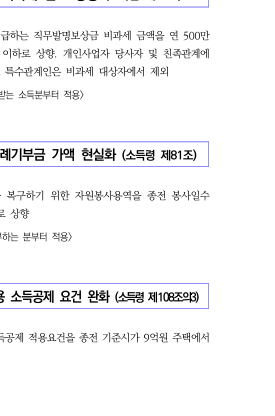 급하는 직무발명보상금 비과세 금액을 연 500만
이하로 상향. 개인사업자 당사자 및 친족관계에
특수관계인은 비과세 대상자에서 제외
받는 소득분부터 적용>
례기부금 가액 현실화 (소득령 제81조)
복구하기 위한 자원봉사용역을 종전 봉사일수
로 상향
하는 분부터 적용>
용 소득공제 요건 완화 (소득령 제108조의3)
득공제 적용요건을 종전 기준시가 9억원 주택에서